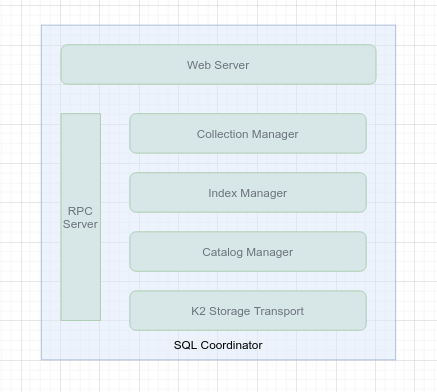 Web Server
Collection Manager
Index Manager
RPC
Server
Catalog Manager
K2 Storage Transport
SQL Coordinator